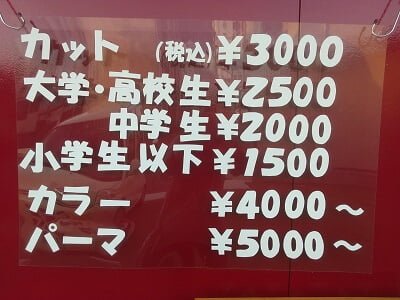 カット (税込) ¥3000
大学・高校生 ¥2500
中学生 ¥2000
小学生以下 ¥1500
カラー ¥4000～
パーマ ¥5000～